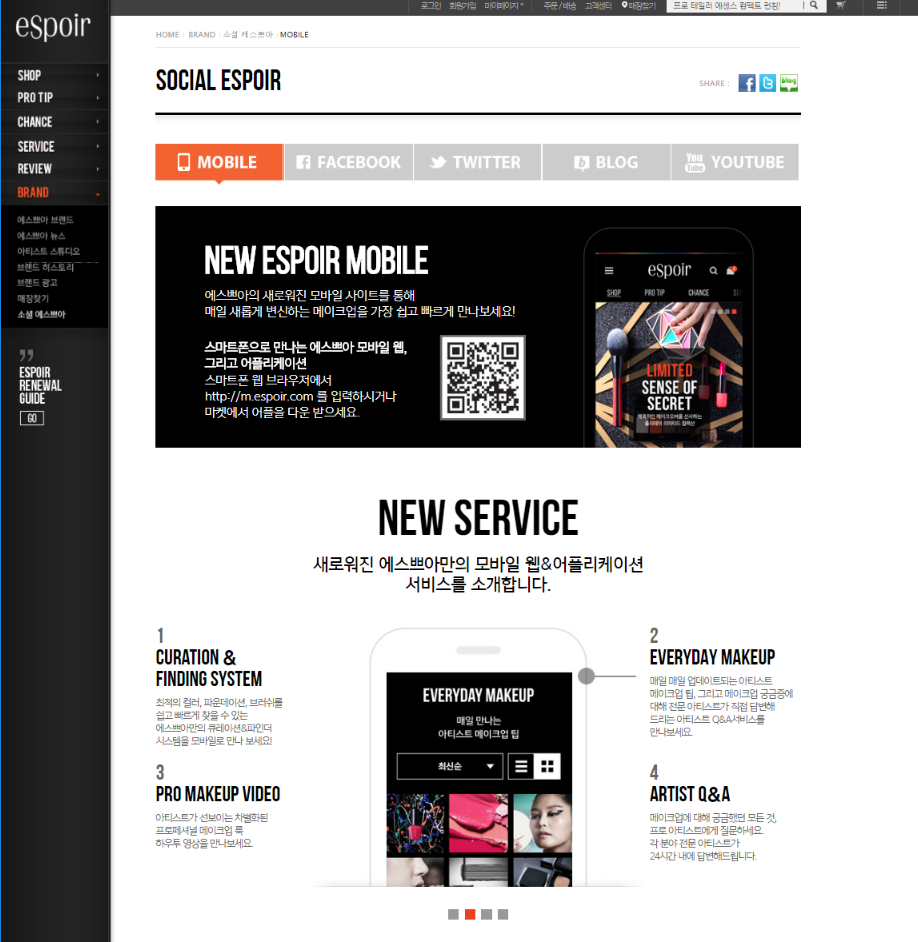 로그인 회원가입 마이페이지 주문 / 배송 고객센터 매장찾기 프로 테일러 에센스 컴팩트 런칭!
eSpoir
HOME | BRAND | 소셜 에스쁘아 | MOBILE
SOCIAL ESPOIR
SHARE :
f t blog
SHOP
PRO TIP
CHANCE
SERVICE
REVIEW
BRAND
에스쁘아 브랜드
에스쁘아 뉴스
아티스트 스튜디오
브랜드 히스토리
브랜드 광고
매장찾기
소셜 에스쁘아
ESPOIR
RENEWAL
GUIDE
GO
MOBILE FACEBOOK TWITTER BLOG YOUTUBE
NEW ESPOIR MOBILE
에스쁘아의 새로워진 모바일 사이트를 통해
매일 새롭게 변신하는 메이크업을 가장 쉽고 빠르게 만나보세요!
스마트폰으로 만나는 에스쁘아 모바일 웹,
그리고 어플리케이션
스마트폰 웹 브라우저에서
http://m.espoir.com 를 입력하시거나
마켓에서 어플을 다운 받으세요.
eSpoir
SHOP PRO TIP CHANCE
LIMITED
SENSE OF
SECRET
NEW SERVICE
새로워진 에스쁘아만의 모바일 웹&어플리케이션
서비스를 소개합니다.
1
CURATION &
FINDING SYSTEM
최적의 컬러, 파운데이션, 브러쉬를
쉽고 빠르게 찾을 수 있는
에스쁘아만의 큐레이션&파인더
시스템을 모바일로 만나 보세요!
2
EVERYDAY MAKEUP
매일 매일 업데이트되는 아티스트
메이크업 팁, 그리고 메이크업 궁금증에
대해 전문 아티스트가 직접 답변해
드리는 아티스트 Q&A서비스를
만나보세요.
3
PRO MAKEUP VIDEO
아티스트가 선보이는 차별화된
프로페셔널 메이크업 룩
하우투 영상을 만나보세요.
4
ARTIST Q&A
메이크업에 대해 궁금했던 모든 것,
프로 아티스트에게 질문하세요.
각 분야 전문 아티스트가
24시간 내에 답변해드립니다.
EVERYDAY MAKEUP
매일 만나는
아티스트 메이크업 팁
최신순